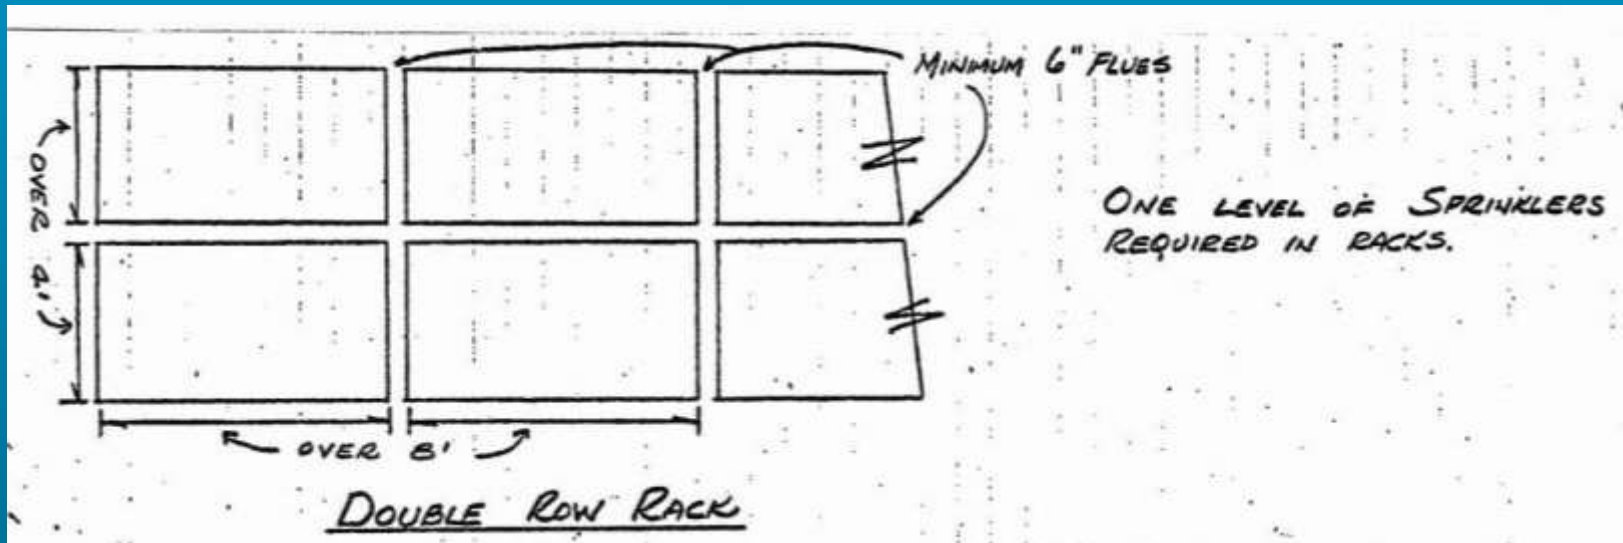 MINIMUM 6" FLUES
OVER 4'
ONE LEVEL OF SPRINKLERS
REQUIRED IN RACKS.
OVER 8'
DOUBLE ROW RACK